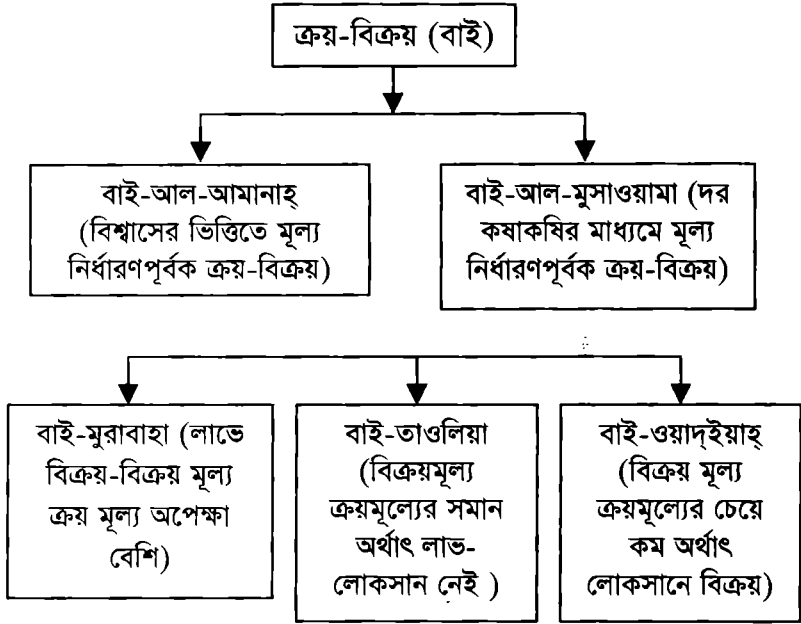 ক্রয়-বিক্রয় (বাই)
বাই-আল-আমানাহ্
(বিশ্বাসের ভিত্তিতে মূল্য
নির্ধারণপূর্বক ক্রয়-বিক্রয়)
বাই-আল-মুসাওয়ামা (দর
কষাকষির মাধ্যমে মূল্য
নির্ধারণপূর্বক ক্রয়-বিক্রয়)
বাই-মুরাবাহা (লাভে
বিক্রয়-বিক্রয় মূল্য
ক্রয় মূল্য অপেক্ষা
বেশি)
বাই-তাওলিয়া
(বিক্রয়মূল্য
ক্রয়মূল্যের সমান
অর্থাৎ লাভ-
লোকসান নেই )
বাই-ওয়াদ্ইয়াহ্
(বিক্রয় মূল্য
ক্রয়মূল্যের চেয়ে
কম অর্থাৎ
লোকসানে বিক্রয়)